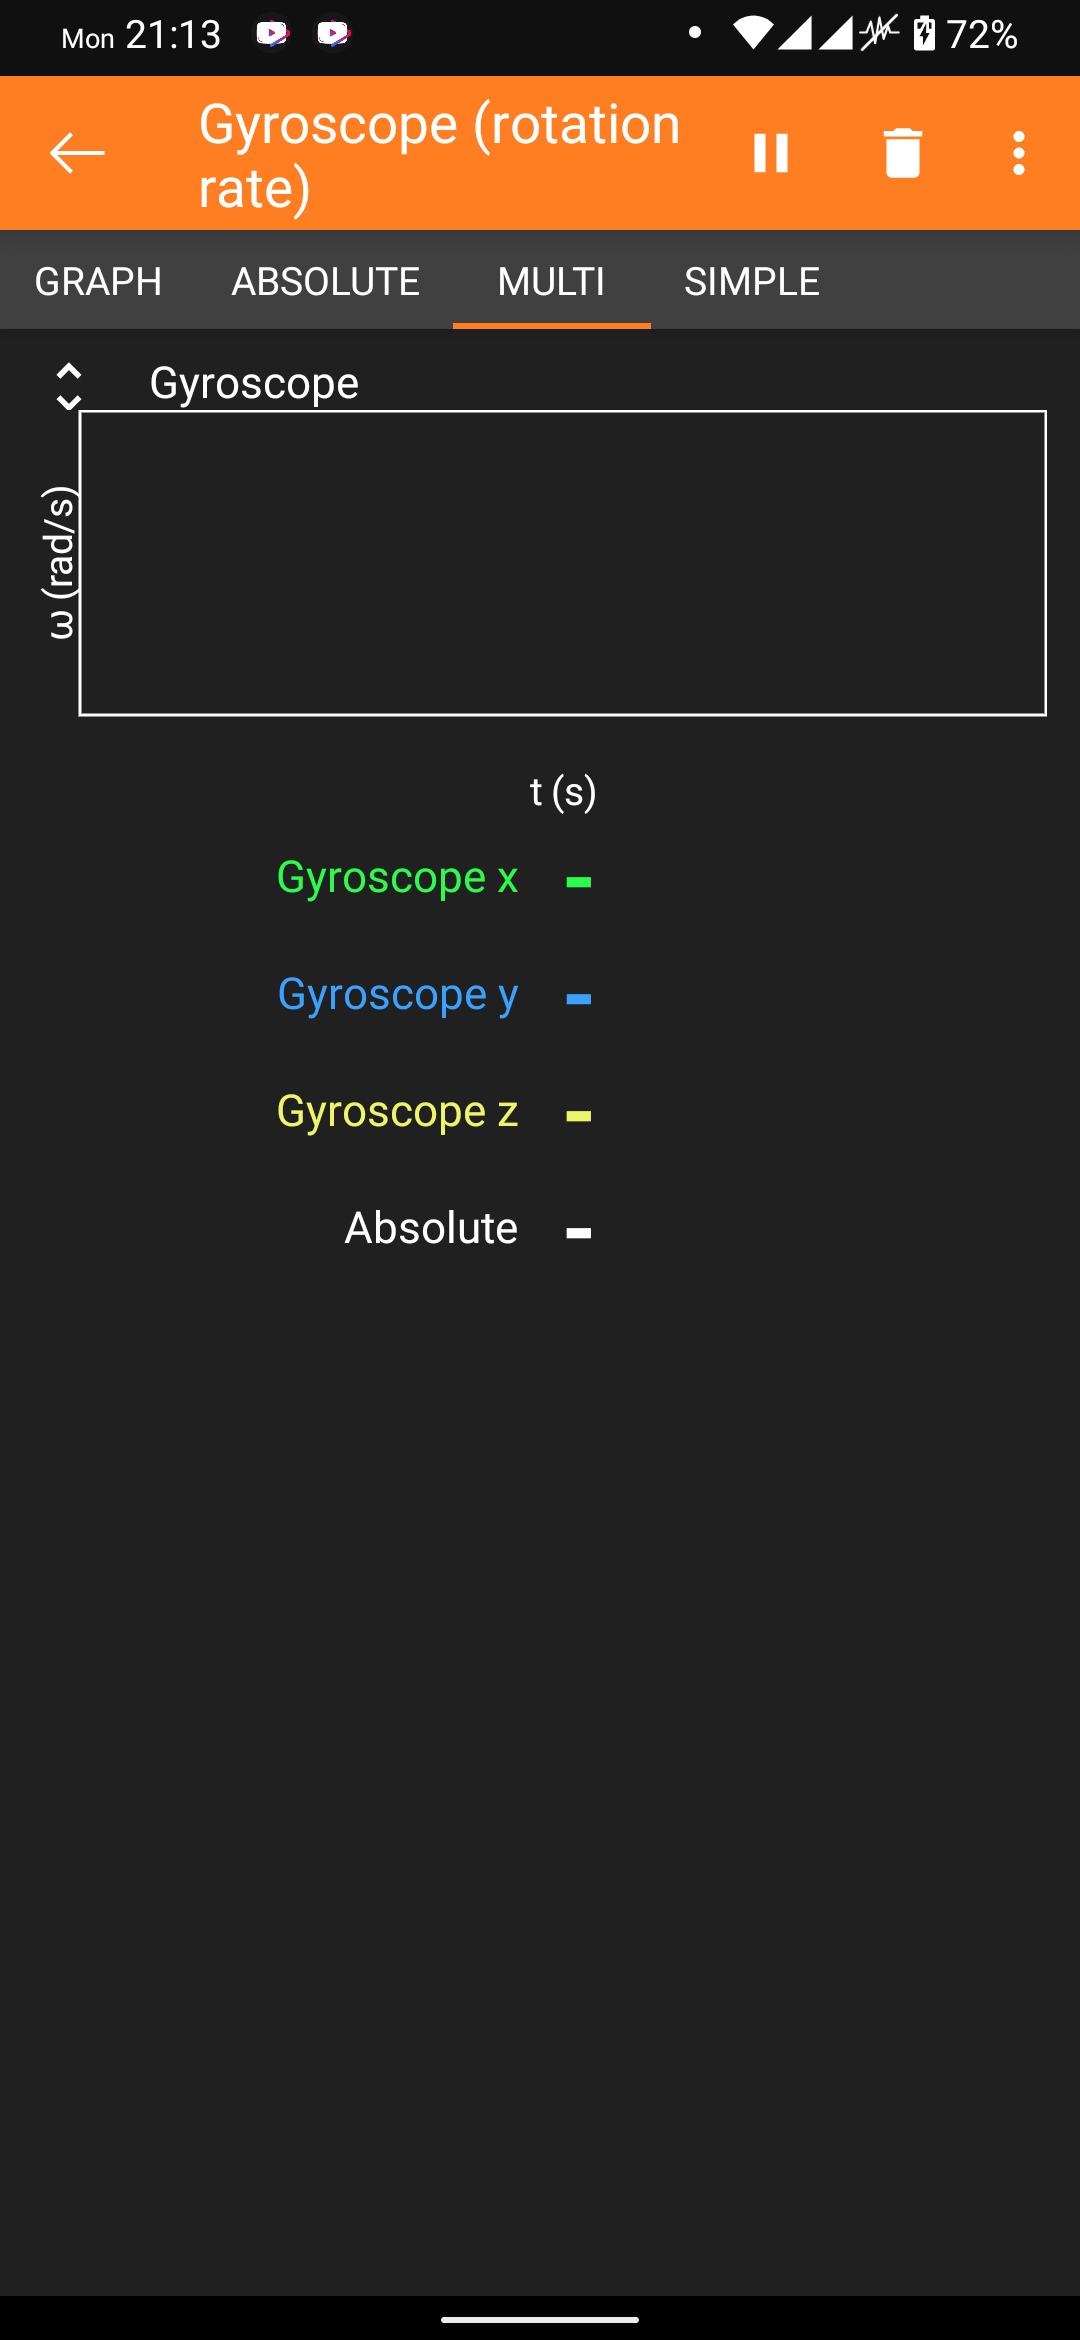 Mon 21:13 72%
Gyroscope (rotation
rate)
GRAPH ABSOLUTE MULTI SIMPLE
Gyroscope
ω (rad/s)
t (s)
Gyroscope x -
Gyroscope y -
Gyroscope z -
Absolute -